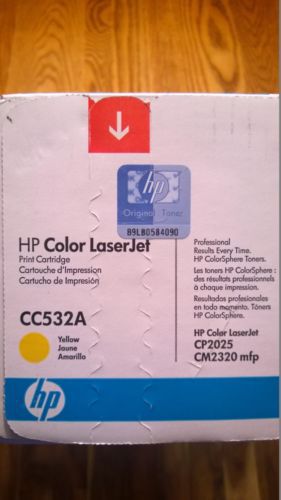 hp
Original Toner
B9LB0584090
HP Color LaserJet
Print Cartridge
Cartouche d'Impression
Cartucho de Impresión
CC532A
Yellow
Jaune
Amarillo
Professional
Results Every Time.
HP ColorSphere Toners.
Les toners HP ColorSphere :
des résultats professionnels
à chaque impression.
Resultados profesionales
en todo momento. Tóners
HP ColorSphere.
HP Color LaserJet
CP2025
CM2320 mfp
hp